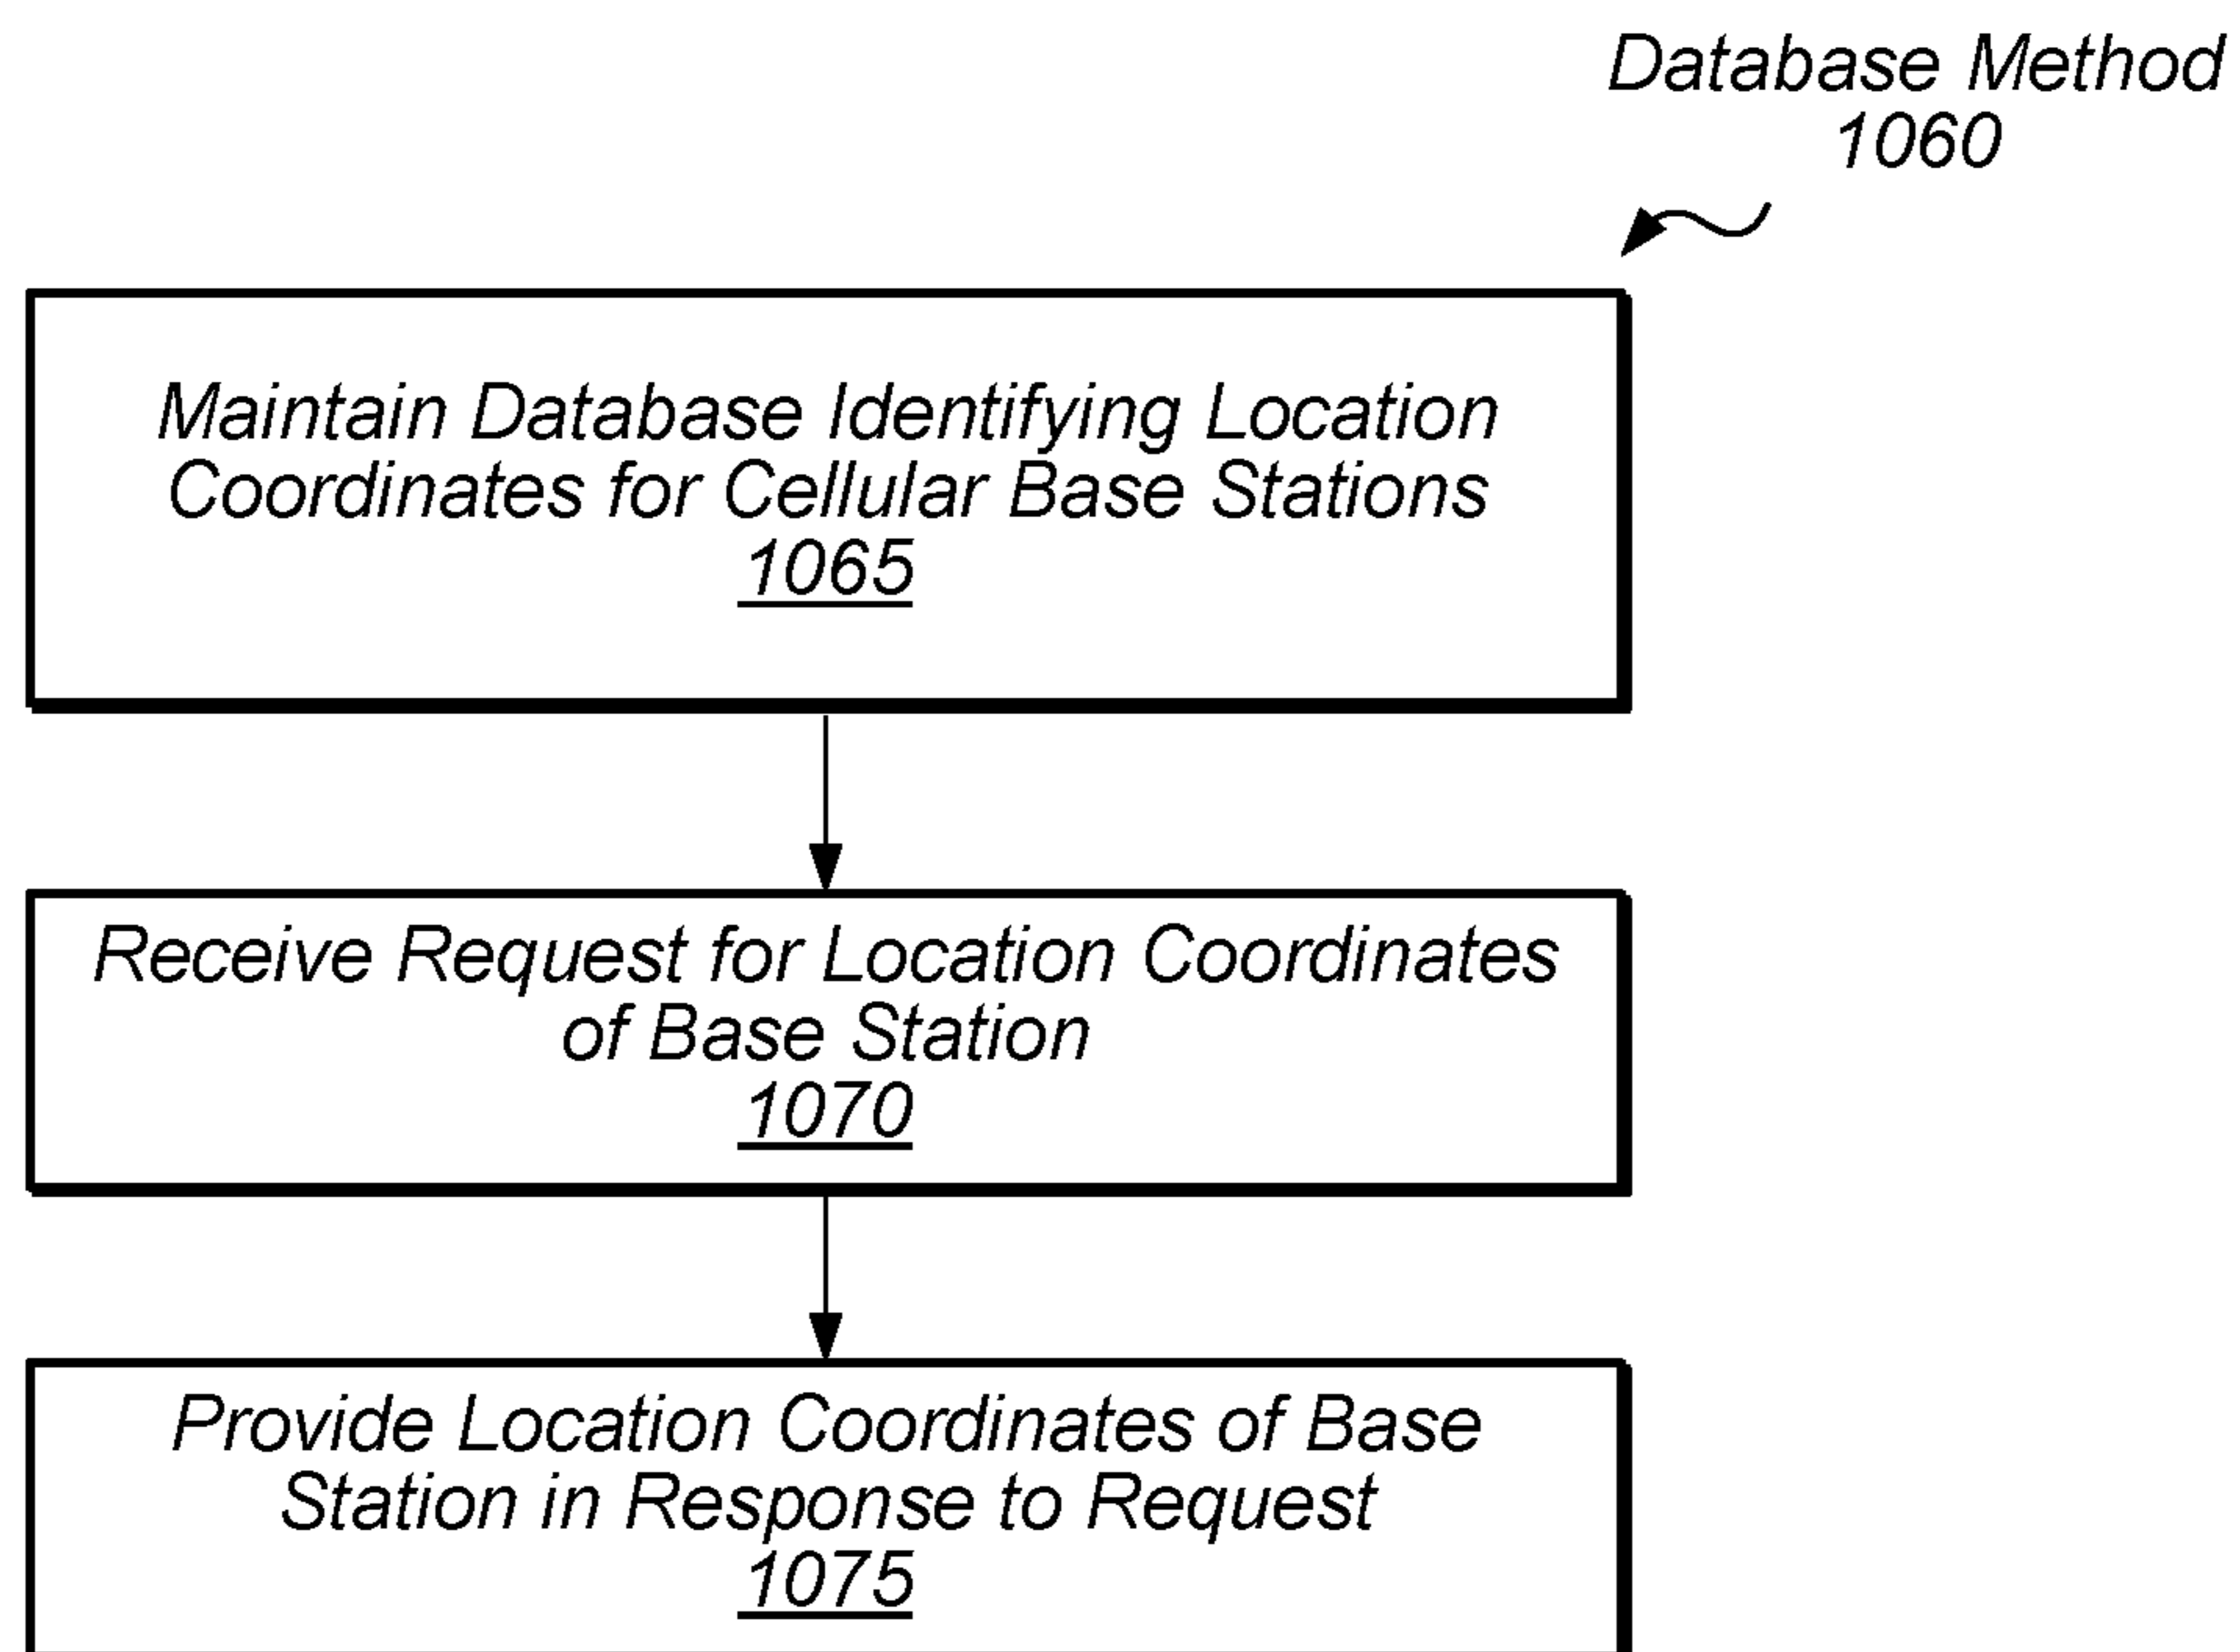 Database Method
1060
Maintain Database Identifying Location
Coordinates for Cellular Base Stations
1065
Receive Request for Location Coordinates
of Base Station
1070
Provide Location Coordinates of Base
Station in Response to Request
1075